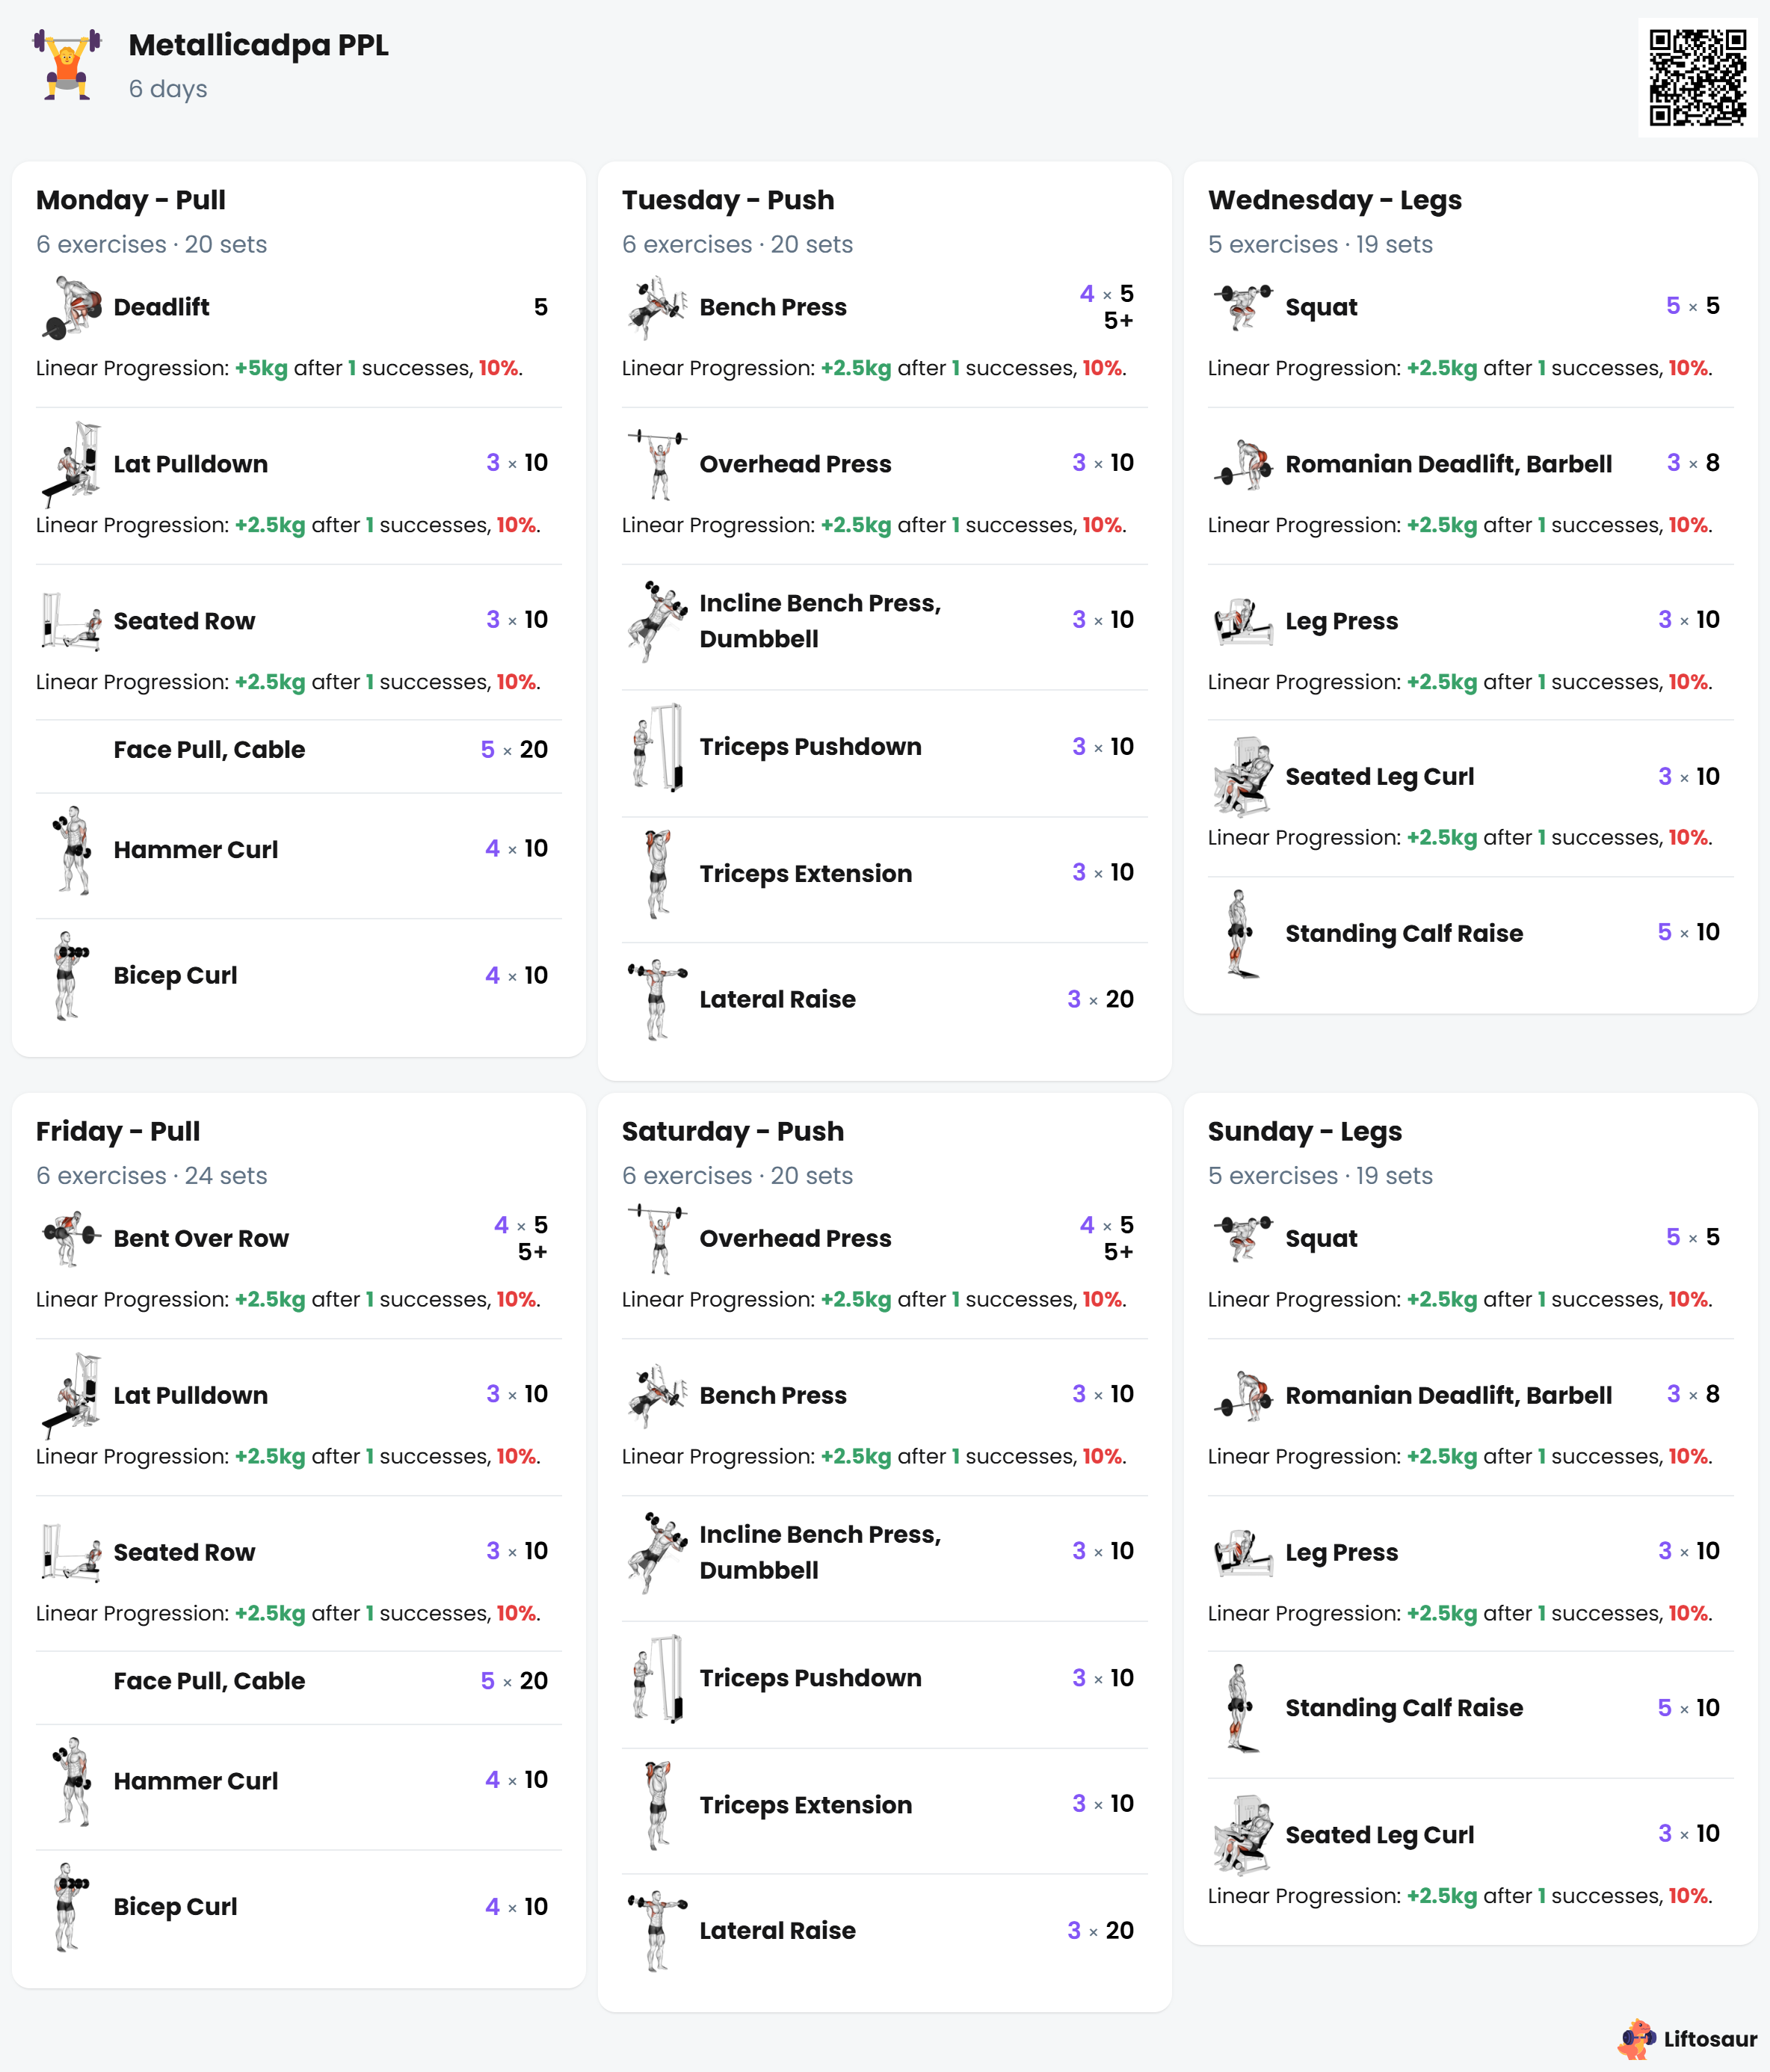 Metallicadpa PPL
6 days
Monday - Pull
6 exercises · 20 sets
Deadlift 5
Linear Progression: +5kg after 1 successes, 10%.
Lat Pulldown 3 × 10
Linear Progression: +2.5kg after 1 successes, 10%.
Seated Row 3 × 10
Linear Progression: +2.5kg after 1 successes, 10%.
Face Pull, Cable 5 × 20
Hammer Curl 4 × 10
Bicep Curl 4 × 10
Tuesday - Push
6 exercises · 20 sets
Bench Press 4 × 5
5+
Linear Progression: +2.5kg after 1 successes, 10%.
Overhead Press 3 × 10
Linear Progression: +2.5kg after 1 successes, 10%.
Incline Bench Press,
Dumbbell 3 × 10
Triceps Pushdown 3 × 10
Triceps Extension 3 × 10
Lateral Raise 3 × 20
Wednesday - Legs
5 exercises · 19 sets
Squat 5 × 5
Linear Progression: +2.5kg after 1 successes, 10%.
Romanian Deadlift, Barbell 3 × 8
Linear Progression: +2.5kg after 1 successes, 10%.
Leg Press 3 × 10
Linear Progression: +2.5kg after 1 successes, 10%.
Seated Leg Curl 3 × 10
Linear Progression: +2.5kg after 1 successes, 10%.
Standing Calf Raise 5 × 10
Friday - Pull
6 exercises · 24 sets
Bent Over Row 4 × 5
5+
Linear Progression: +2.5kg after 1 successes, 10%.
Lat Pulldown 3 × 10
Linear Progression: +2.5kg after 1 successes, 10%.
Seated Row 3 × 10
Linear Progression: +2.5kg after 1 successes, 10%.
Face Pull, Cable 5 × 20
Hammer Curl 4 × 10
Bicep Curl 4 × 10
Saturday - Push
6 exercises · 20 sets
Overhead Press 4 × 5
5+
Linear Progression: +2.5kg after 1 successes, 10%.
Bench Press 3 × 10
Linear Progression: +2.5kg after 1 successes, 10%.
Incline Bench Press,
Dumbbell 3 × 10
Triceps Pushdown 3 × 10
Triceps Extension 3 × 10
Lateral Raise 3 × 20
Sunday - Legs
5 exercises · 19 sets
Squat 5 × 5
Linear Progression: +2.5kg after 1 successes, 10%.
Romanian Deadlift, Barbell 3 × 8
Linear Progression: +2.5kg after 1 successes, 10%.
Leg Press 3 × 10
Linear Progression: +2.5kg after 1 successes, 10%.
Standing Calf Raise 5 × 10
Seated Leg Curl 3 × 10
Linear Progression: +2.5kg after 1 successes, 10%.
Liftosaur